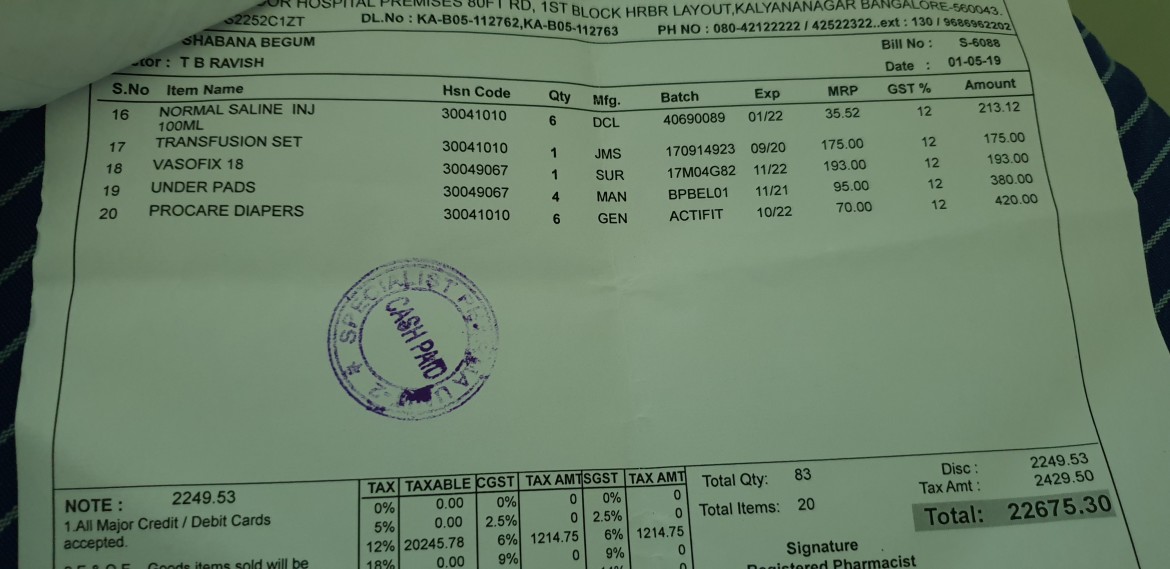 HOSPITAL PREMISES 80FT RD, 1ST BLOCK HRBR LAYOUT,KALYANANAGAR BANGALORE-560043.
S2252C1ZT DL.No : KA-B05-112762,KA-B05-112763 PH NO : 080-42122222 / 42522322..ext : 130 / 9686962202
SHABANA BEGUM Bill No : S-6088
T B RAVISH Date : 01-05-19
S.No Item Name Hsn Code Qty Mfg. Batch Exp MRP GST % Amount
16 NORMAL SALINE INJ 30041010 6 DCL 40690089 01/22 35.52 12 213.12
100ML
17 TRANSFUSION SET 30041010 1 JMS 170914923 09/20 175.00 12 175.00
18 VASOFIX 18 30049067 1 SUR 17M04G82 11/22 193.00 12 193.00
19 UNDER PADS 30049067 4 MAN BPBEL01 11/21 95.00 12 380.00
20 PROCARE DIAPERS 30041010 6 GEN ACTIFIT 10/22 70.00 12 420.00
SPECIALIST
CASH PAID
NOTE : 2249.53
1.All Major Credit / Debit Cards
accepted.
Goods items sold will be
TAX TAXABLE CGST TAX AMT SGST TAX AMT
0% 0.00 0% 0 0% 0
5% 0.00 2.5% 0 2.5% 0
12% 20245.78 6% 1214.75 6% 1214.75
18% 0.00 9% 0 9% 0
Total Qty: 83
Total Items: 20
Disc : 2249.53
Tax Amt : 2429.50
Total: 22675.30
Signature
Registered Pharmacist